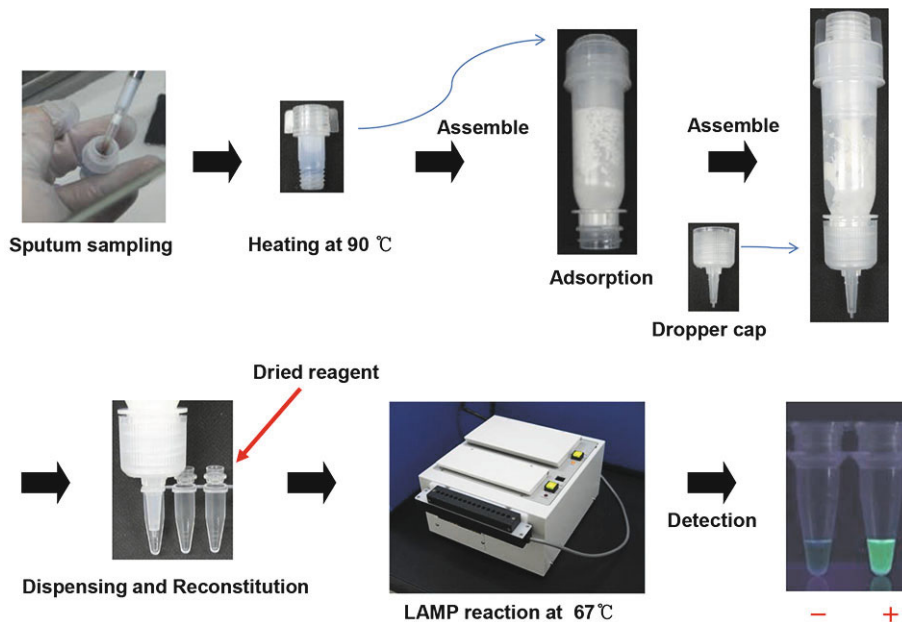 Assemble
Assemble
Sputum sampling
Heating at 90 ℃
Adsorption
Dropper cap
Dried reagent
Detection
Dispensing and Reconstitution
LAMP reaction at 67℃
− +